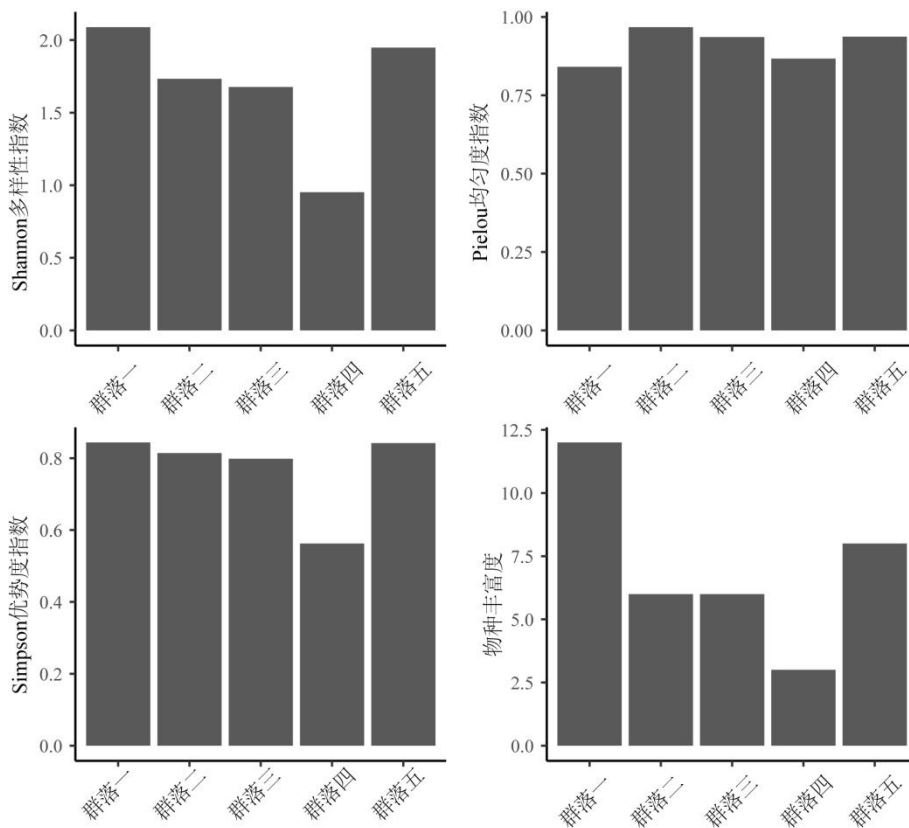 Shannon多样性指数
2.0
1.5
1.0
0.5
0.0
群落一
群落二
群落三
群落四
群落五
Pielou均匀度指数
1.00
0.75
0.50
0.25
0.00
群落一
群落二
群落三
群落四
群落五
Simpson优势度指数
0.8
0.6
0.4
0.2
0.0
群落一
群落二
群落三
群落四
群落五
物种丰富度
12.5
10.0
7.5
5.0
2.5
0.0
群落一
群落二
群落三
群落四
群落五